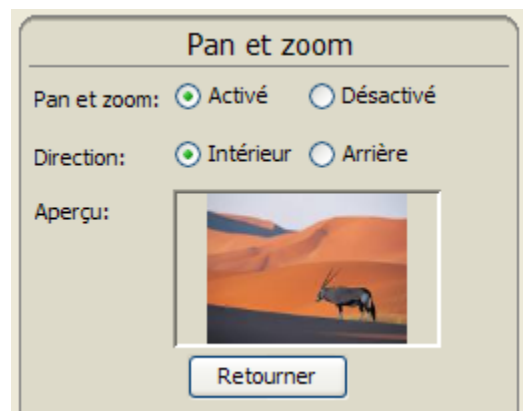 Pan et zoom
Pan et zoom: Activé Désactivé
Direction: Intérieur Arrière
Aperçu:
Retourner